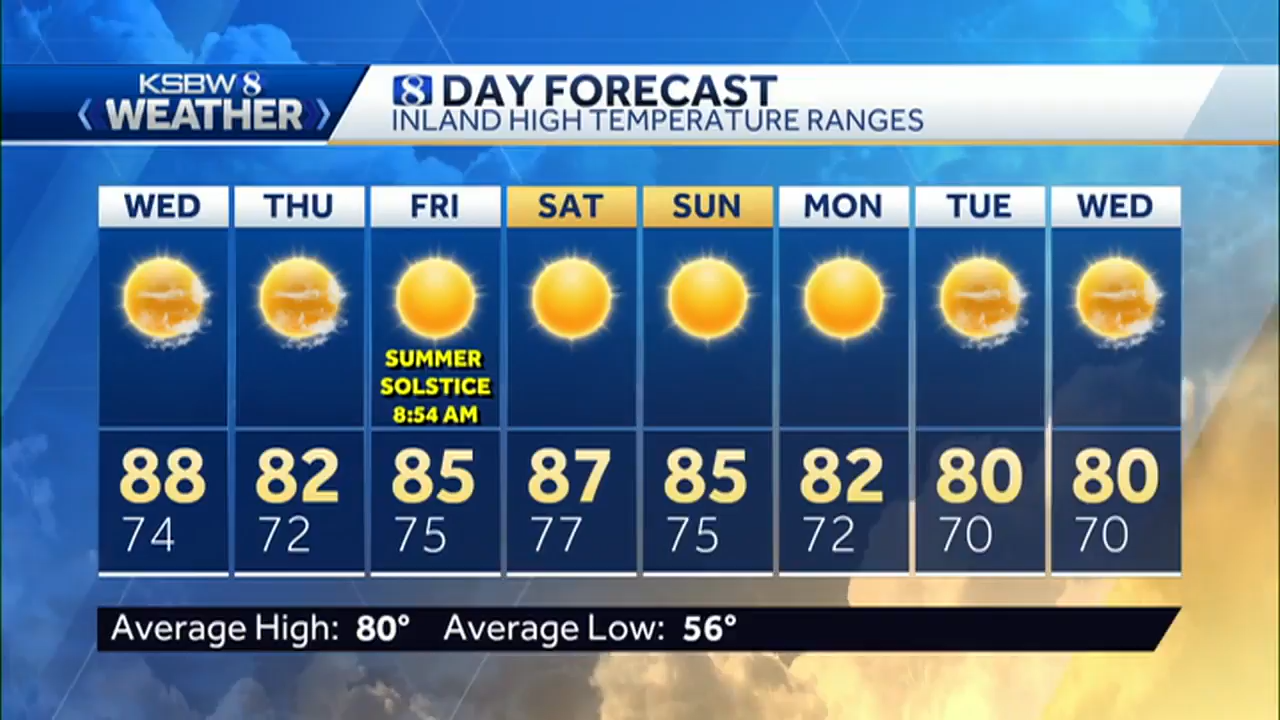 KSBW 8
WEATHER
8 DAY FORECAST
INLAND HIGH TEMPERATURE RANGES
WED THU FRI SAT SUN MON TUE WED
SUMMER
SOLSTICE
8:54 AM
88 82 85 87 85 82 80 80
74 72 75 77 75 72 70 70
Average High: 80° Average Low: 56°